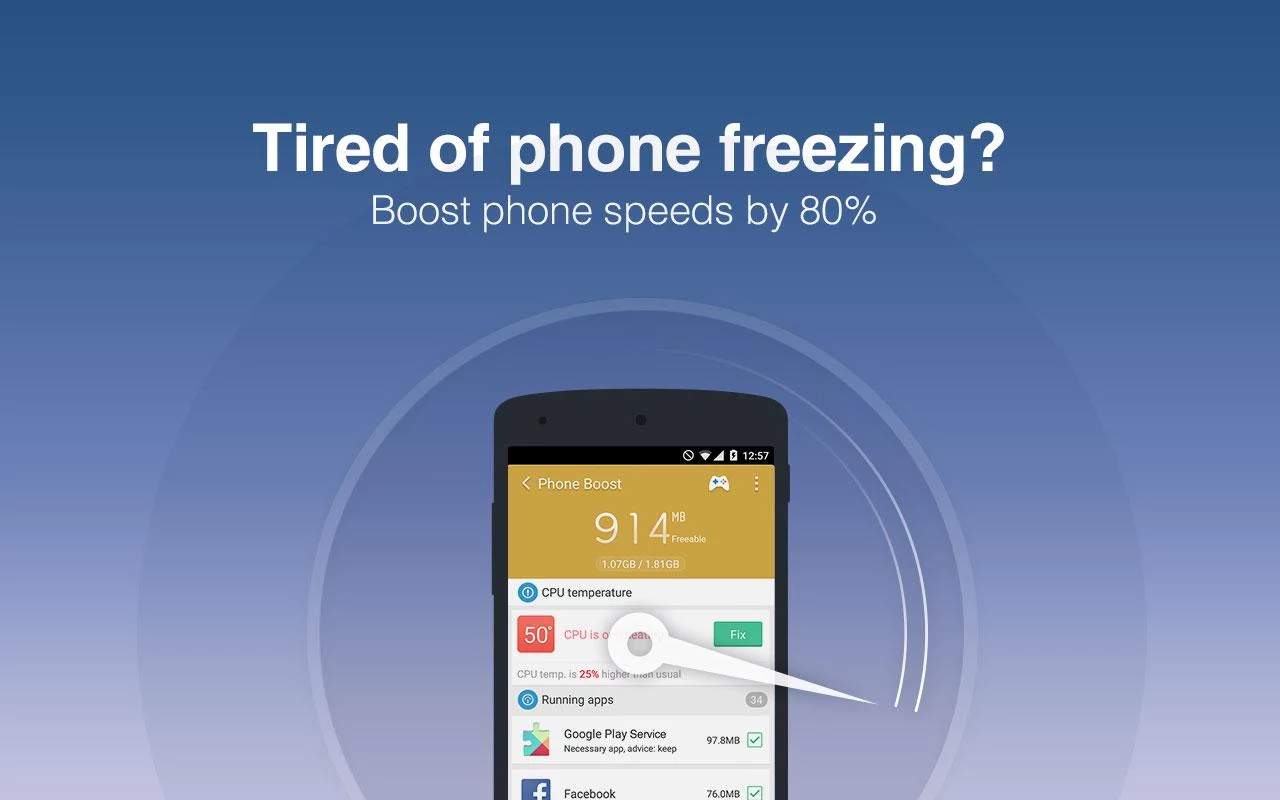 Tired of phone freezing?
Boost phone speeds by 80%
12:57
Phone Boost
914 MB
Freeable
1.07GB / 1.81GB
CPU temperature
50° CPU is Fix
CPU temp. is 25% higher than usual
Running apps 34
Google Play Service
Necessary app, advice: keep
97.8MB
Facebook 76.0MB